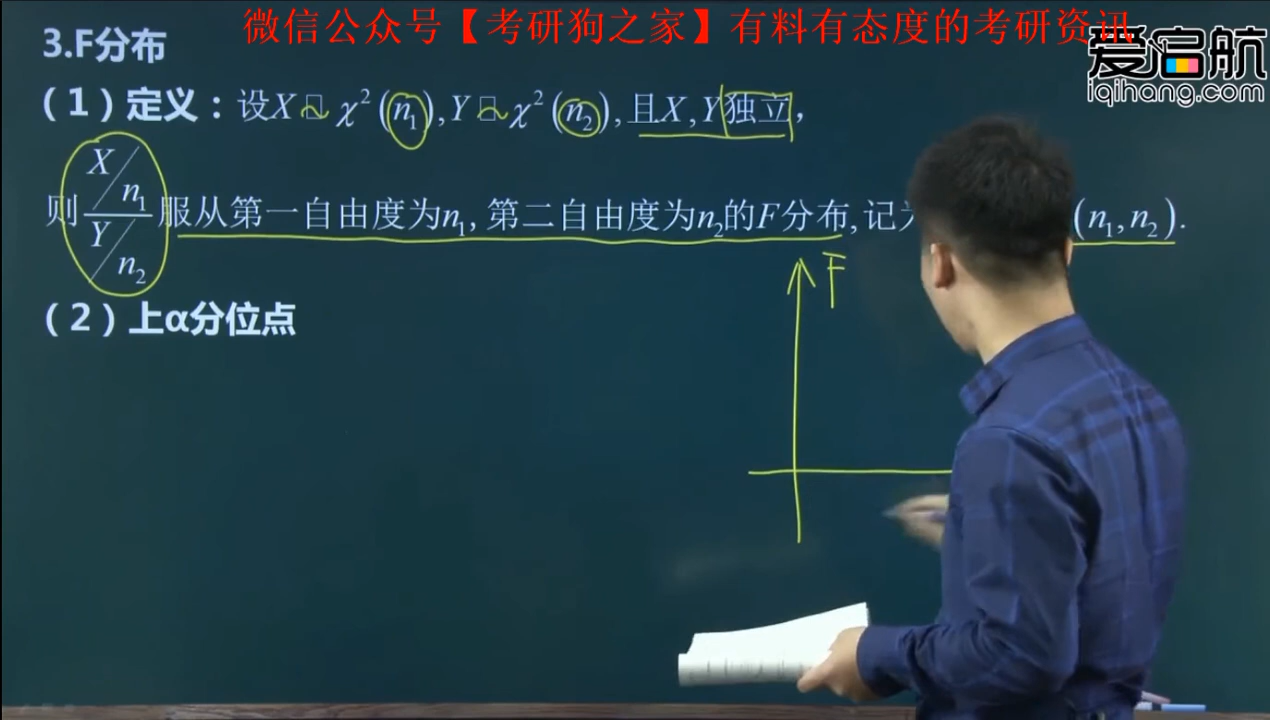 微信公众号【考研狗之家】有料有态度的考研资讯
爱启航
iqihang.com
3.F分布
（1）定义：设X~χ²(n₁),Y~χ²(n₂),且X,Y独立,
则 X/n₁ / Y/n₂ 服从第一自由度为n₁,第二自由度为n₂的F分布,记 (n₁,n₂).
F
（2）上α分位点